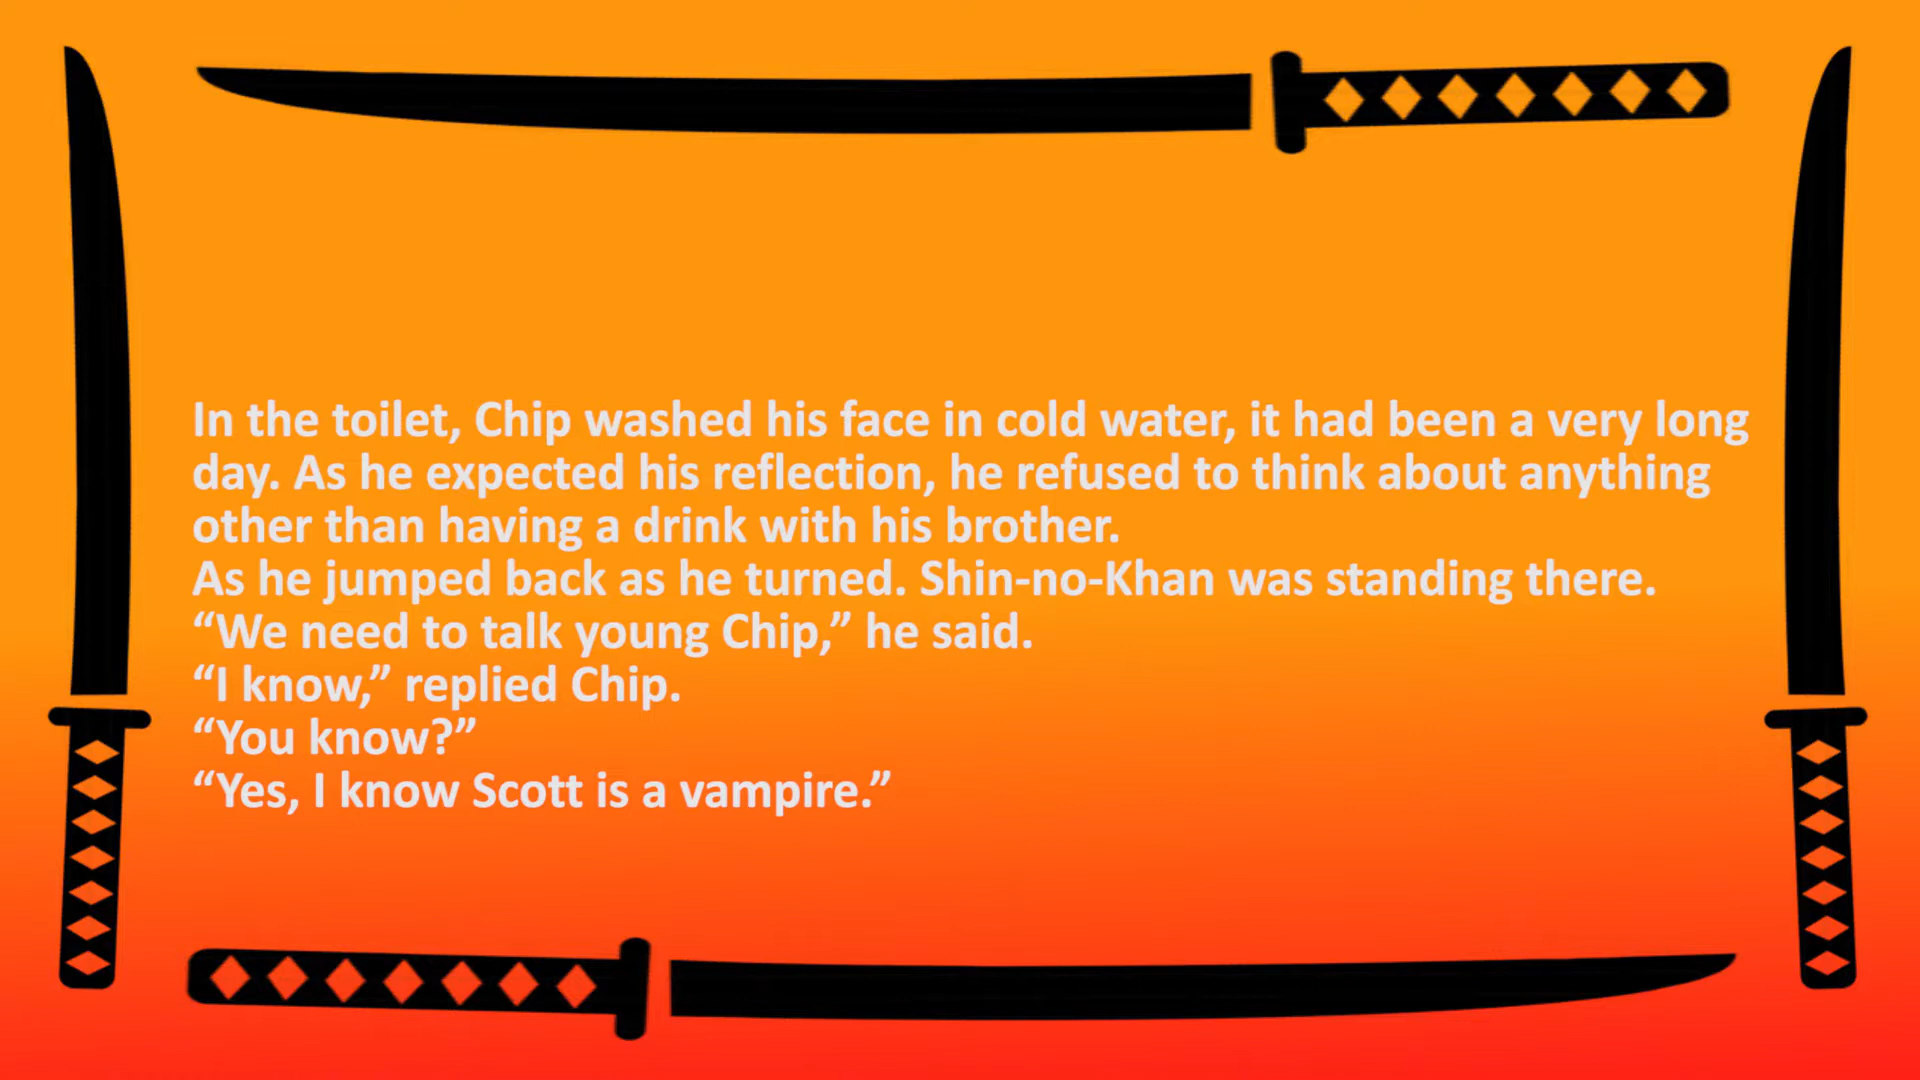 In the toilet, Chip washed his face in cold water, it had been a very long
day. As he expected his reflection, he refused to think about anything
other than having a drink with his brother.
As he jumped back as he turned. Shin-no-Khan was standing there.
“We need to talk young Chip,” he said.
“I know,” replied Chip.
“You know?”
“Yes, I know Scott is a vampire.”